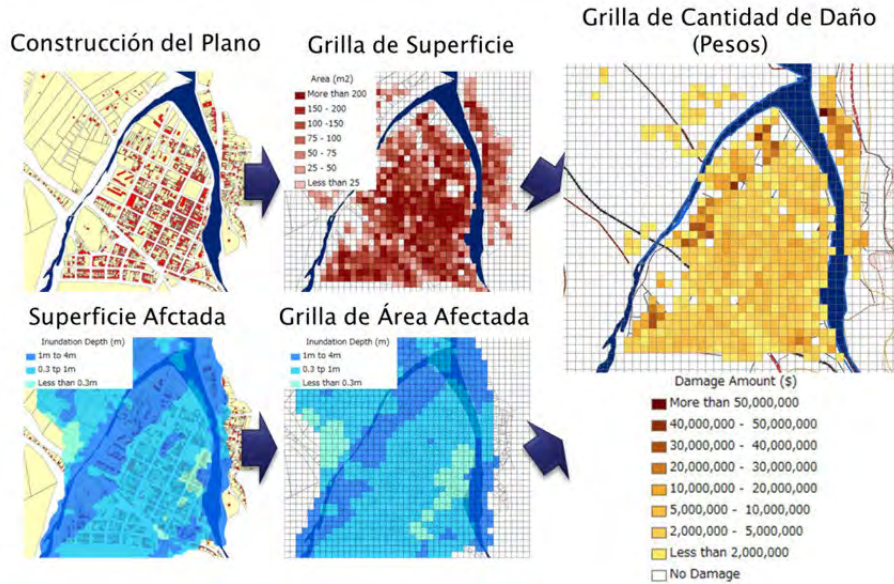 Construcción del Plano
Grilla de Superficie
Grilla de Cantidad de Daño
(Pesos)
Area (m2)
More than 200
150 - 200
100 -150
75 - 100
50 - 75
25 - 50
Less than 25
Superficie Afctada
Grilla de Área Afectada
Inundation Depth (m)
1m to 4m
0.3 tp 1m
Less than 0.3m
Inundation Depth (m)
1m to 4m
0.3 tp 1m
Less than 0.3m
Damage Amount ($)
More than 50,000,000
40,000,000 - 50,000,000
30,000,000 - 40,000,000
20,000,000 - 30,000,000
10,000,000 - 20,000,000
5,000,000 - 10,000,000
2,000,000 - 5,000,000
Less than 2,000,000
No Damage